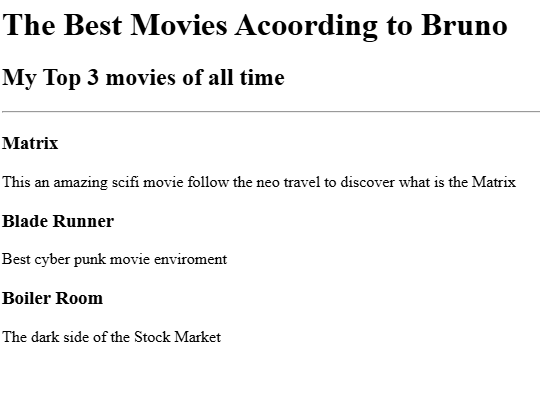 The Best Movies Acoording to Bruno
My Top 3 movies of all time
Matrix
This an amazing scifi movie follow the neo travel to discover what is the Matrix
Blade Runner
Best cyber punk movie enviroment
Boiler Room
The dark side of the Stock Market